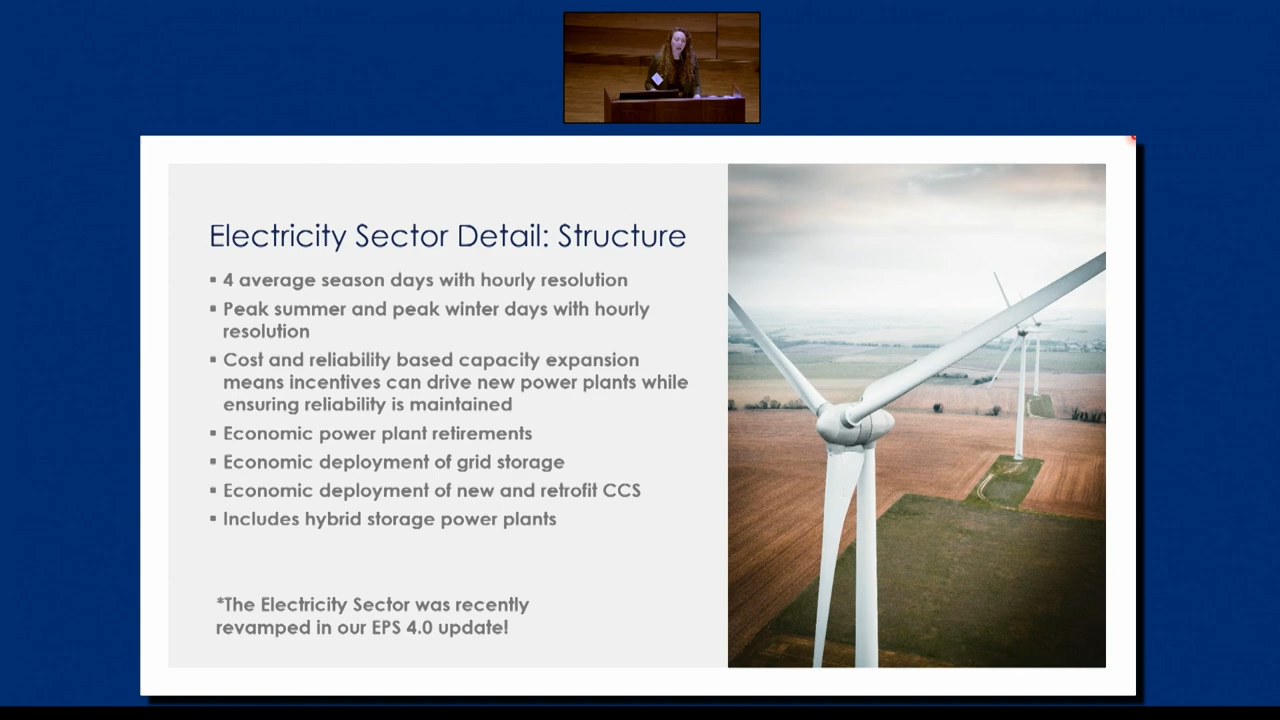 Electricity Sector Detail: Structure
▪ 4 average season days with hourly resolution
▪ Peak summer and peak winter days with hourly
resolution
▪ Cost and reliability based capacity expansion
means incentives can drive new power plants while
ensuring reliability is maintained
▪ Economic power plant retirements
▪ Economic deployment of grid storage
▪ Economic deployment of new and retrofit CCS
▪ Includes hybrid storage power plants
*The Electricity Sector was recently
revamped in our EPS 4.0 update!